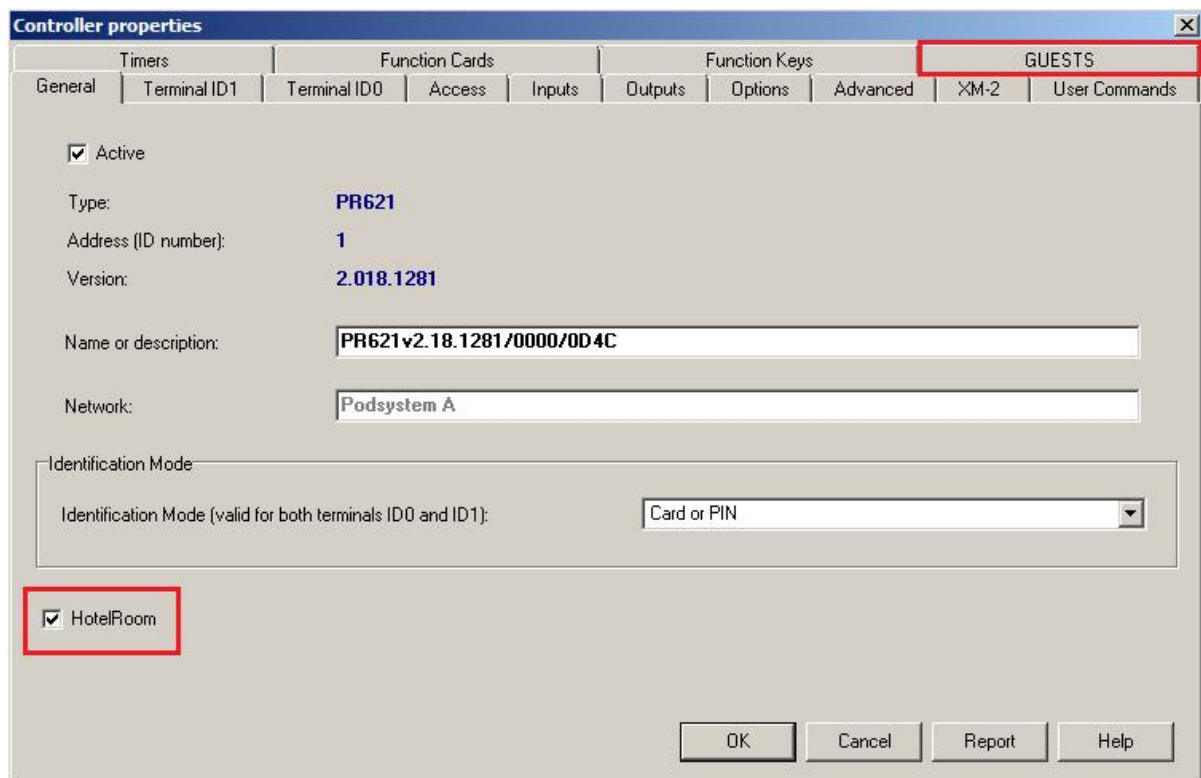 Controller properties
Timers Function Cards Function Keys GUESTS
General Terminal ID1 Terminal ID0 Access Inputs Outputs Options Advanced XM-2 User Commands
Active
Type: PR621
Address (ID number): 1
Version: 2.018.1281
Name or description: PR621v2.18.1281/0000/0D4C
Network: Podsystem A
Identification Mode
Identification Mode (valid for both terminals ID0 and ID1): Card or PIN
HotelRoom
OK Cancel Report Help